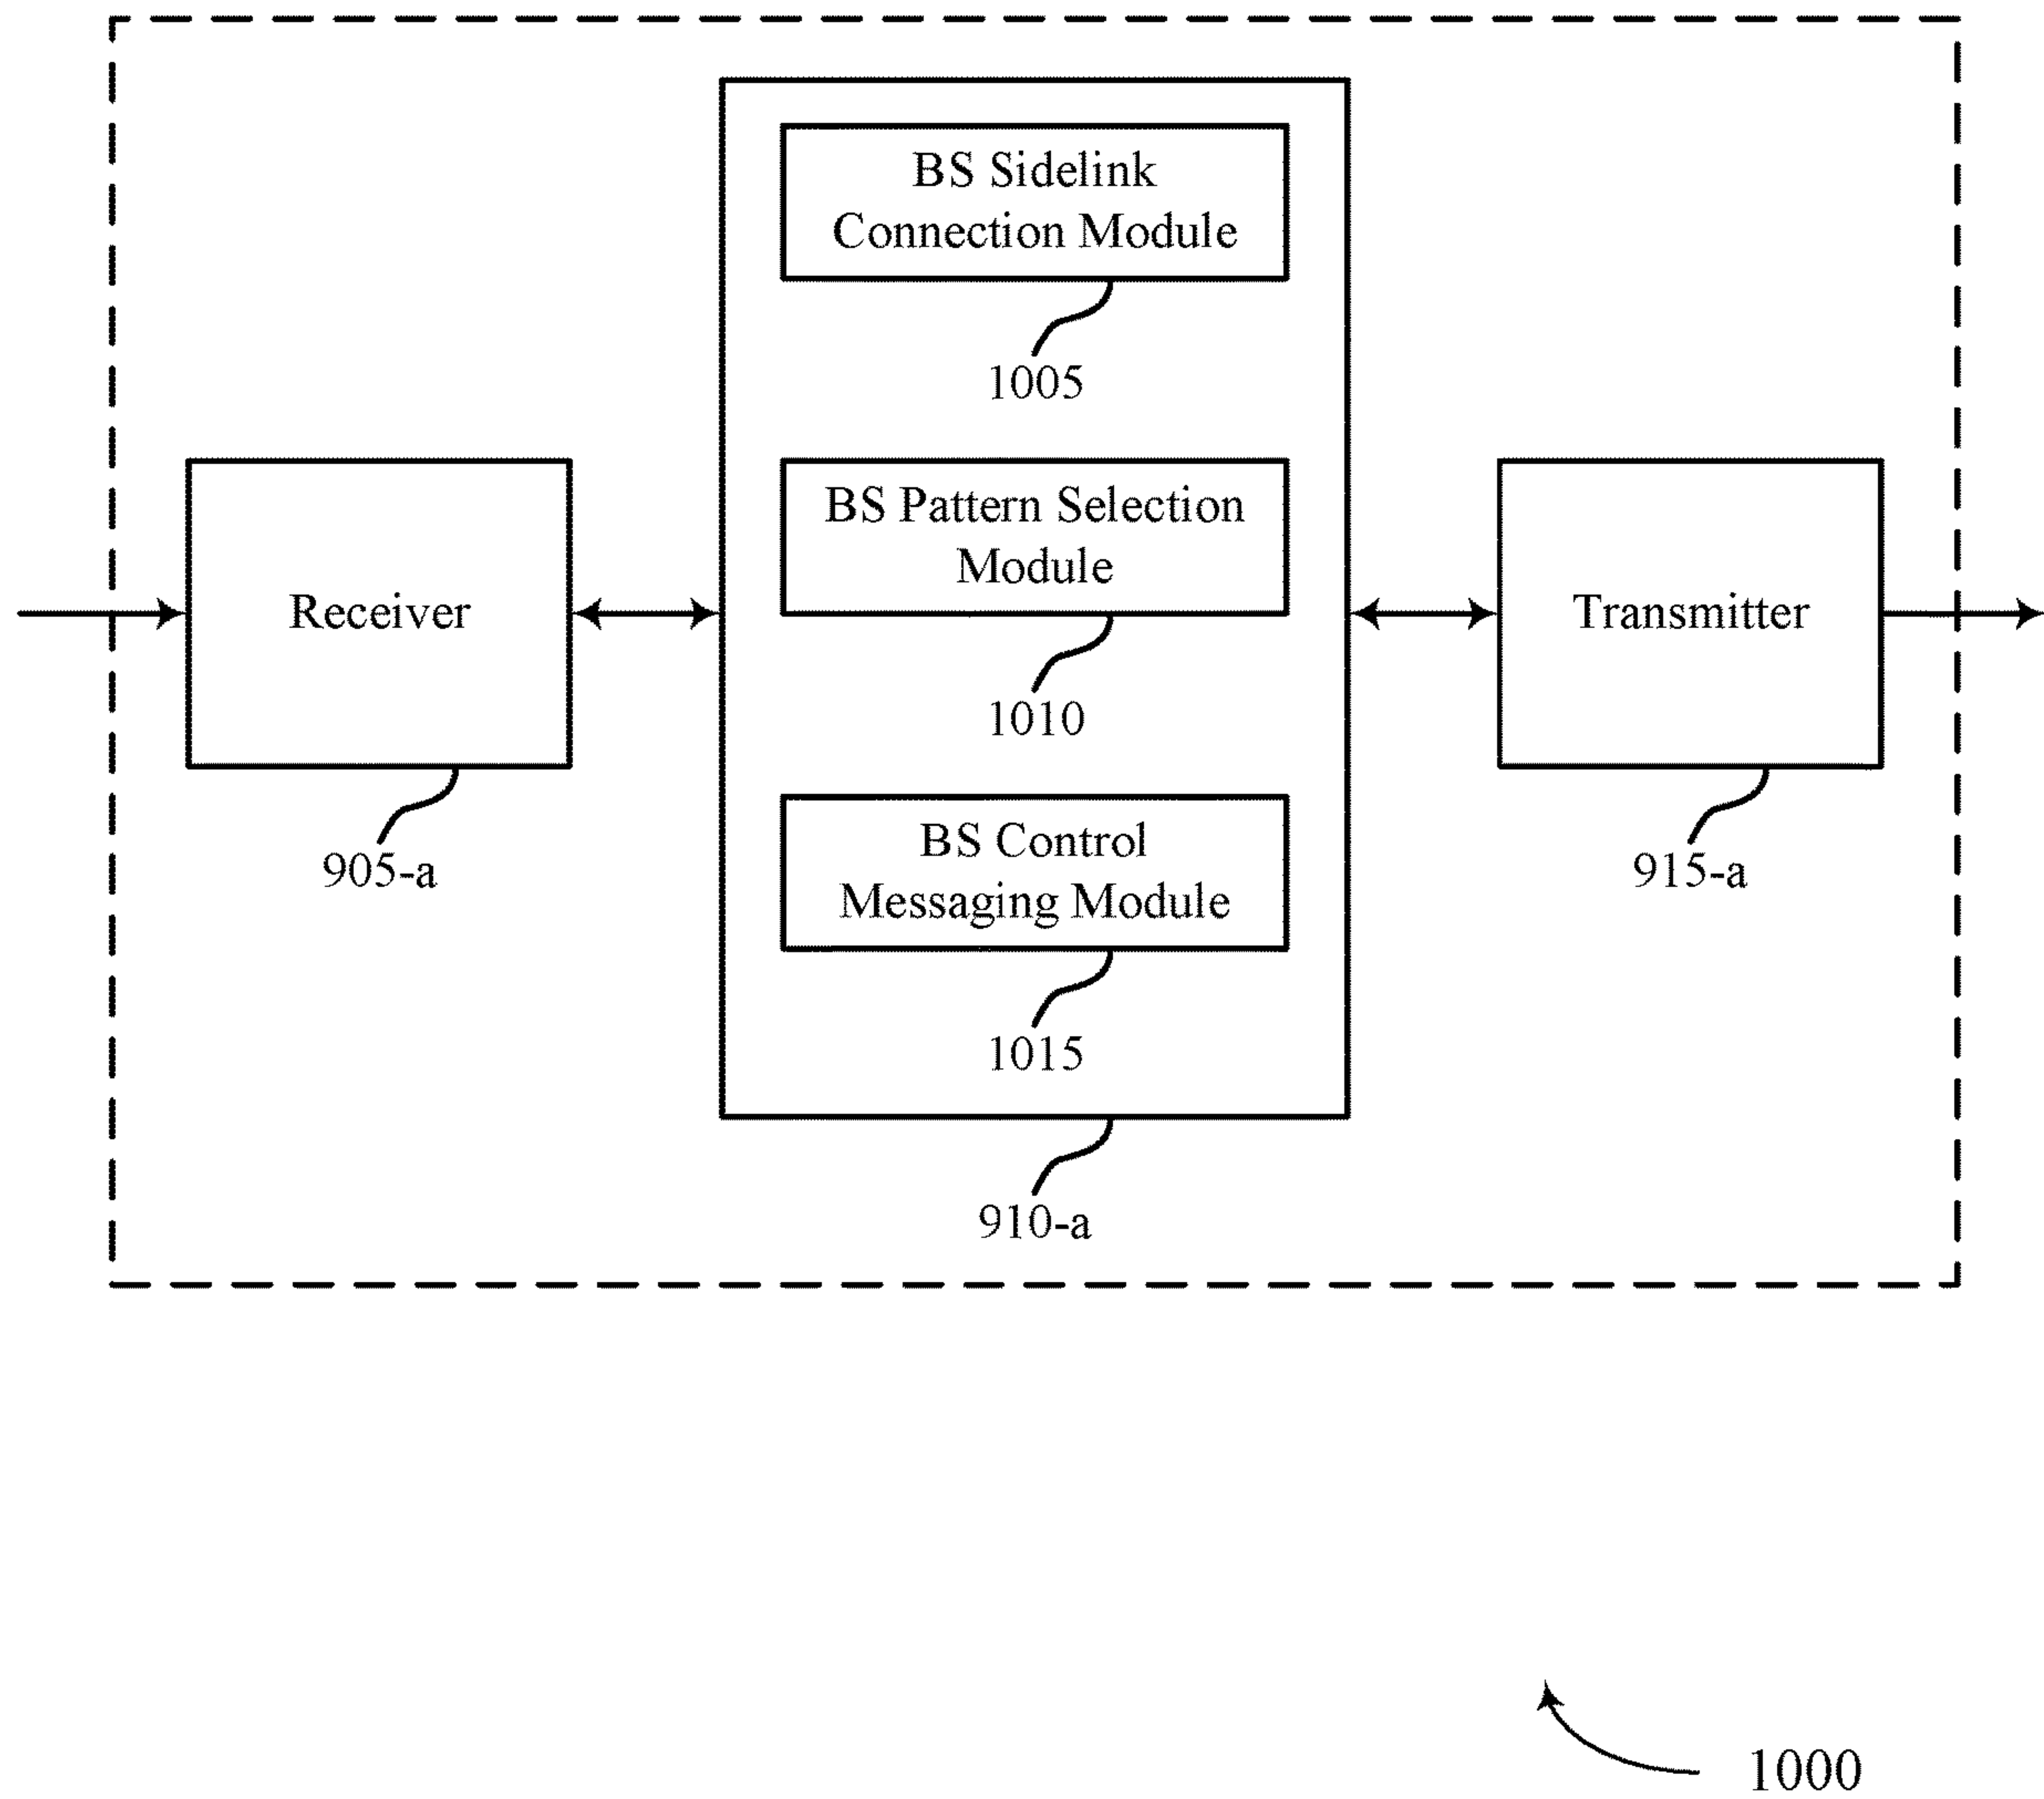 BS Sidelink
Connection Module
1005
BS Pattern Selection
Module
1010
BS Control
Messaging Module
1015
910-a
Receiver
905-a
Transmitter
915-a
1000